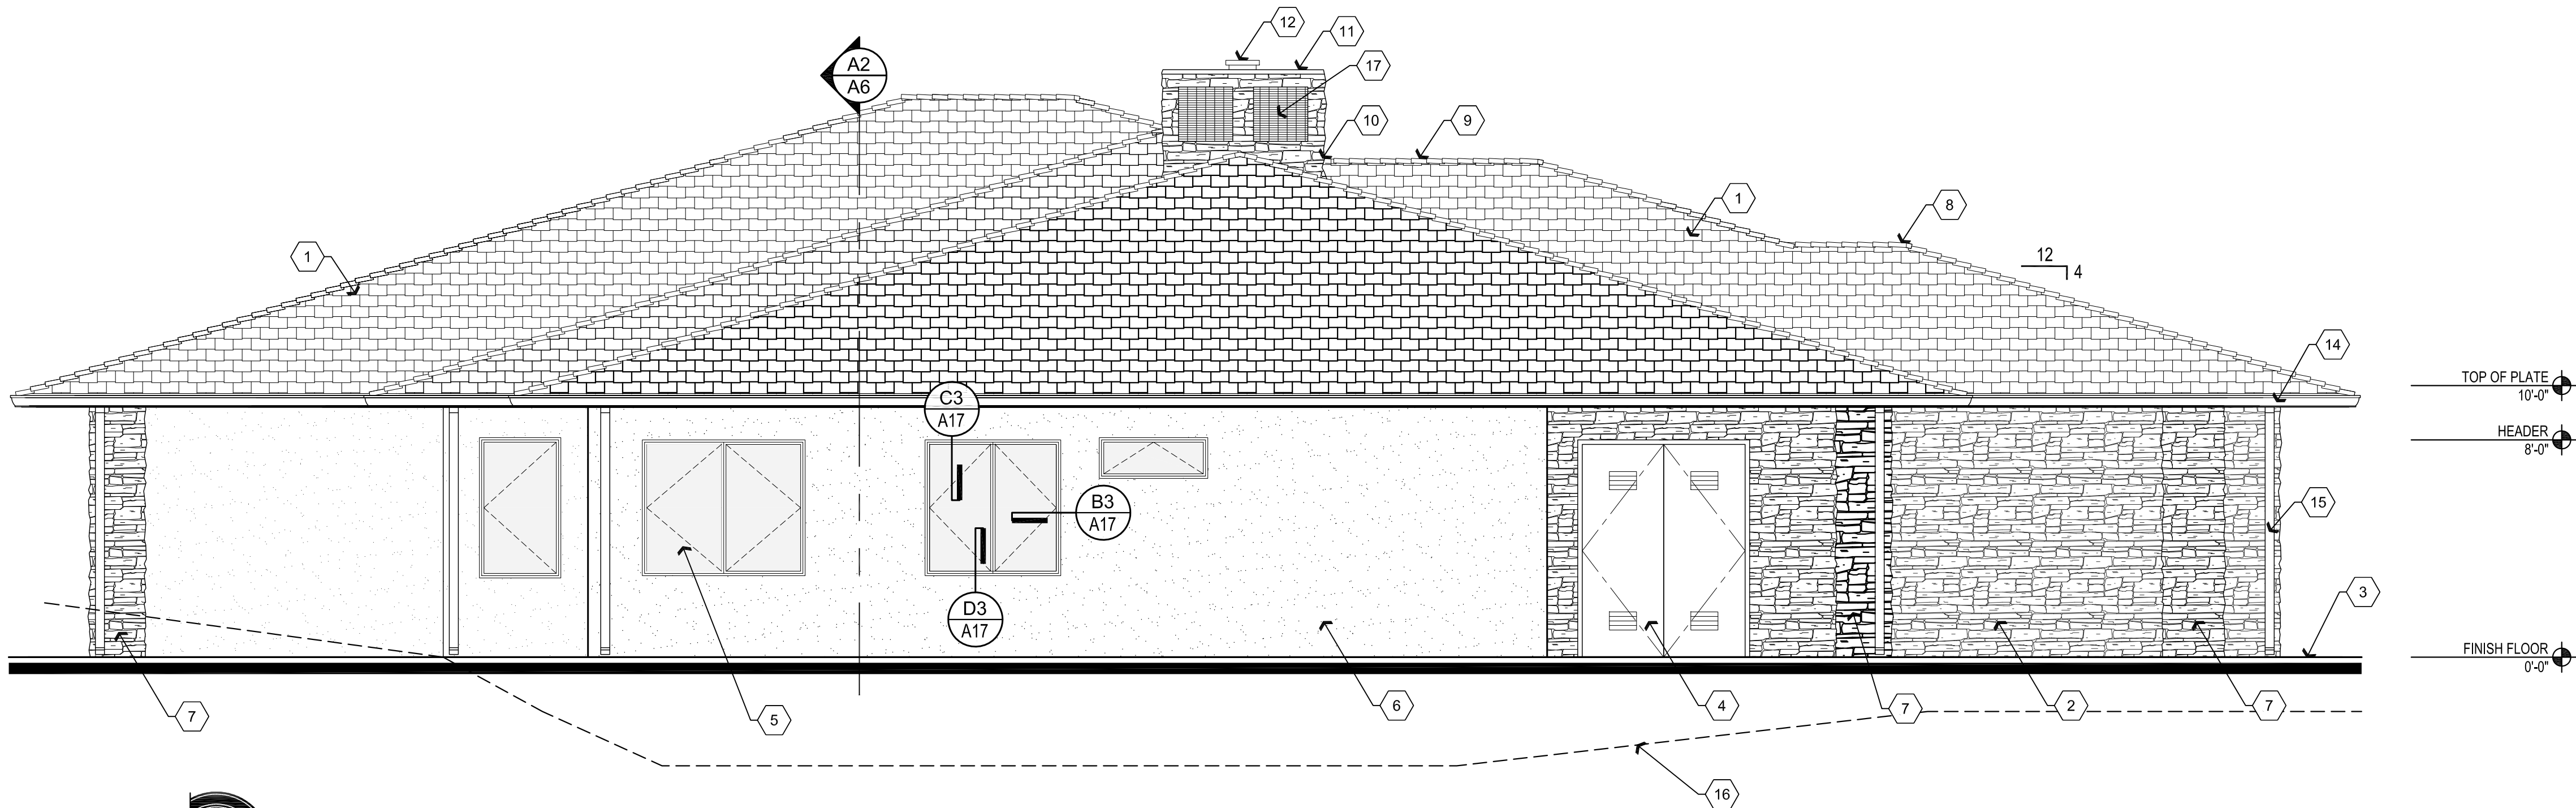 12
11
17
A2
A6
10
9
1
8
1
12
4
14
TOP OF PLATE
10'-0"
C3
A17
HEADER
8'-0"
B3
A17
15
D3
A17
3
FINISH FLOOR
0'-0"
7
5
6
4
7
2
7
16